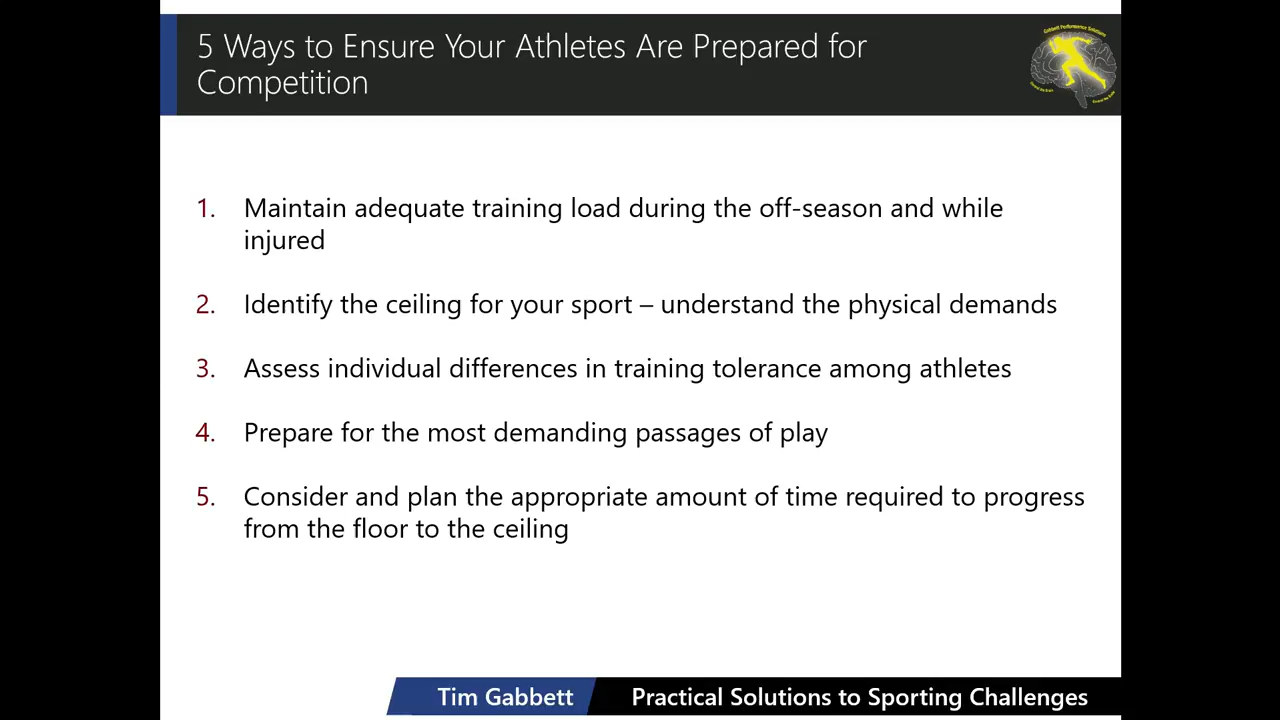 5 Ways to Ensure Your Athletes Are Prepared for
Competition
Gabbett Performance Solutions
1. Maintain adequate training load during the off-season and while
injured
2. Identify the ceiling for your sport – understand the physical demands
3. Assess individual differences in training tolerance among athletes
4. Prepare for the most demanding passages of play
5. Consider and plan the appropriate amount of time required to progress
from the floor to the ceiling
Tim Gabbett
Practical Solutions to Sporting Challenges